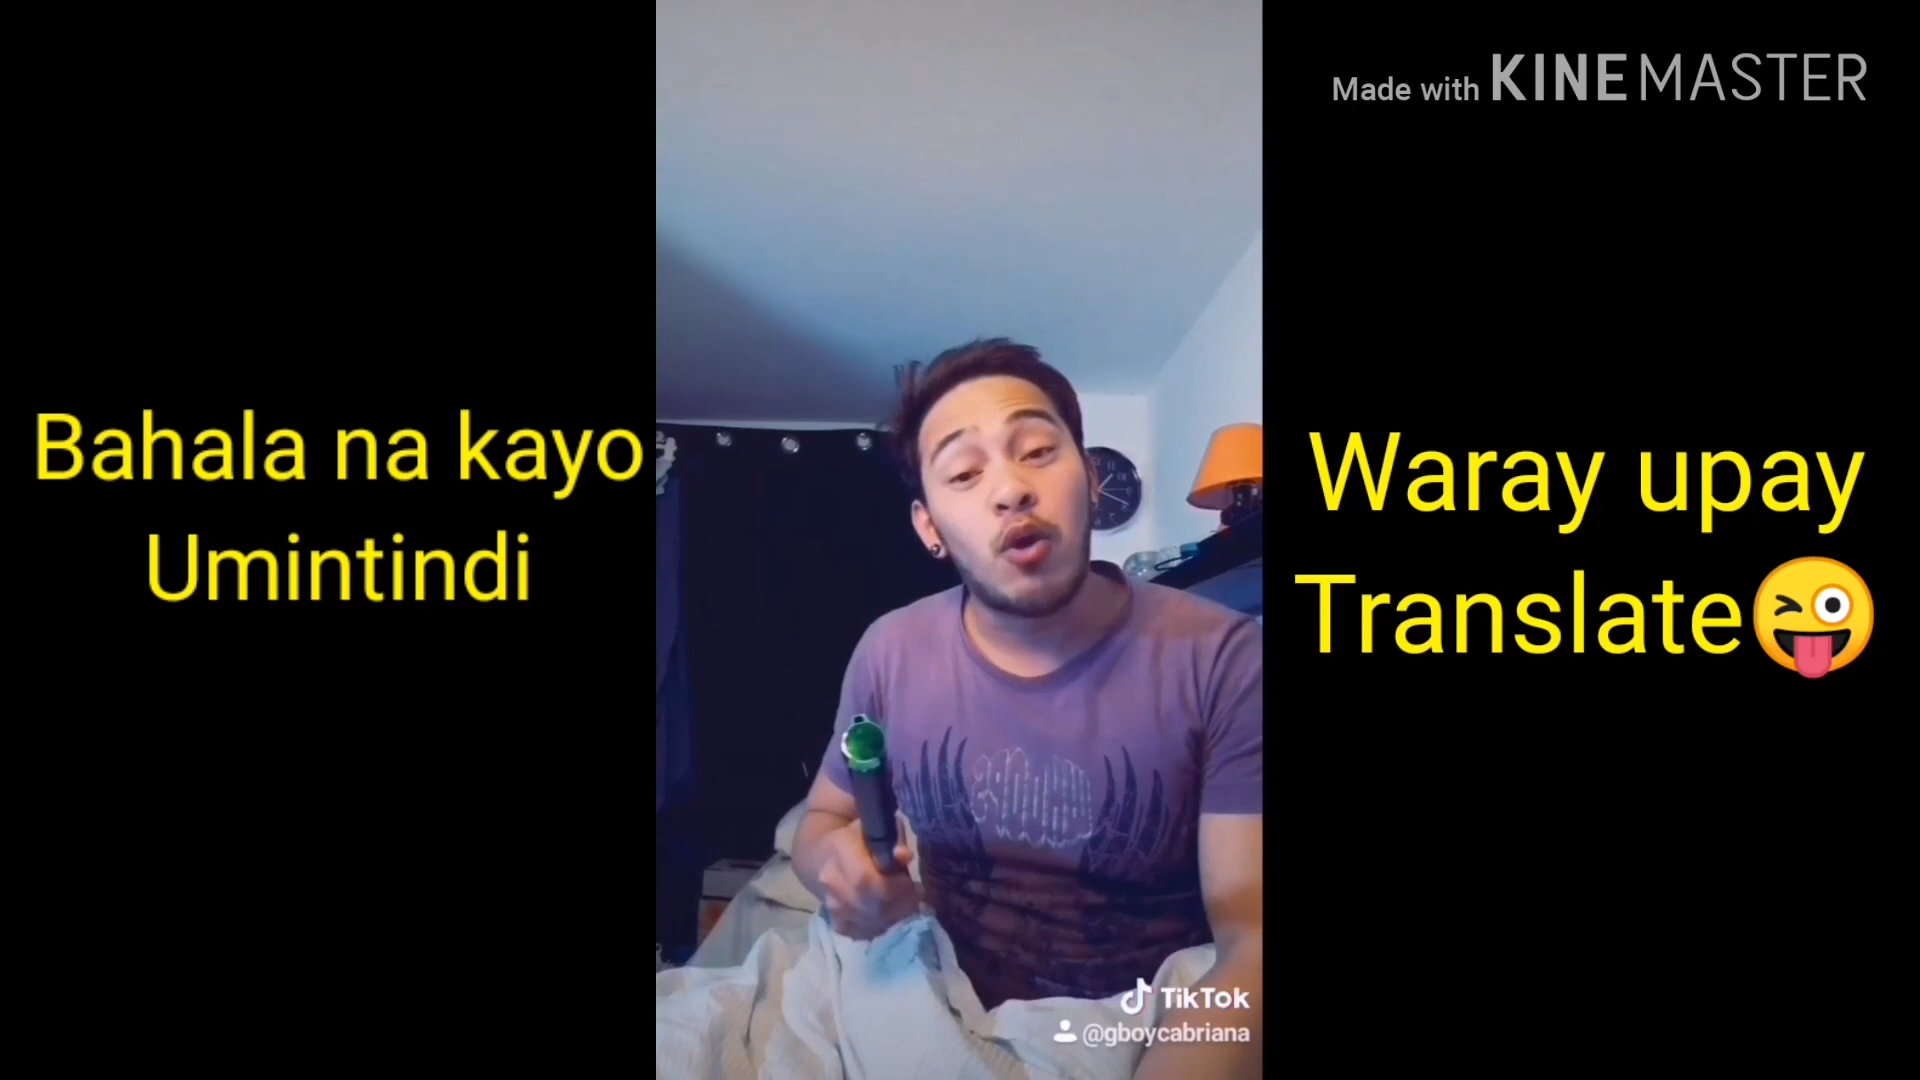 Made with KINEMASTER
Bahala na kayo
Umintindi
Waray upay
Translate😜
TikTok
@gboycabriana